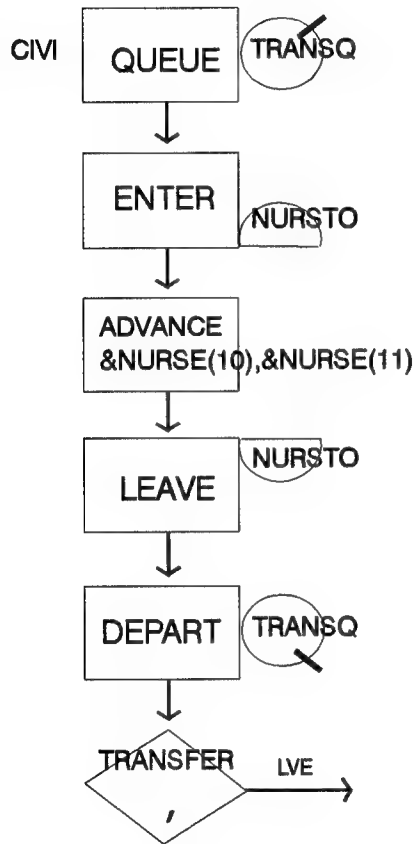 CIVI QUEUE TRANSQ
ENTER
NURSTO
ADVANCE
&NURSE(10),&NURSE(11)
LEAVE NURSTO
DEPART TRANSQ
TRANSFER
LVE
,